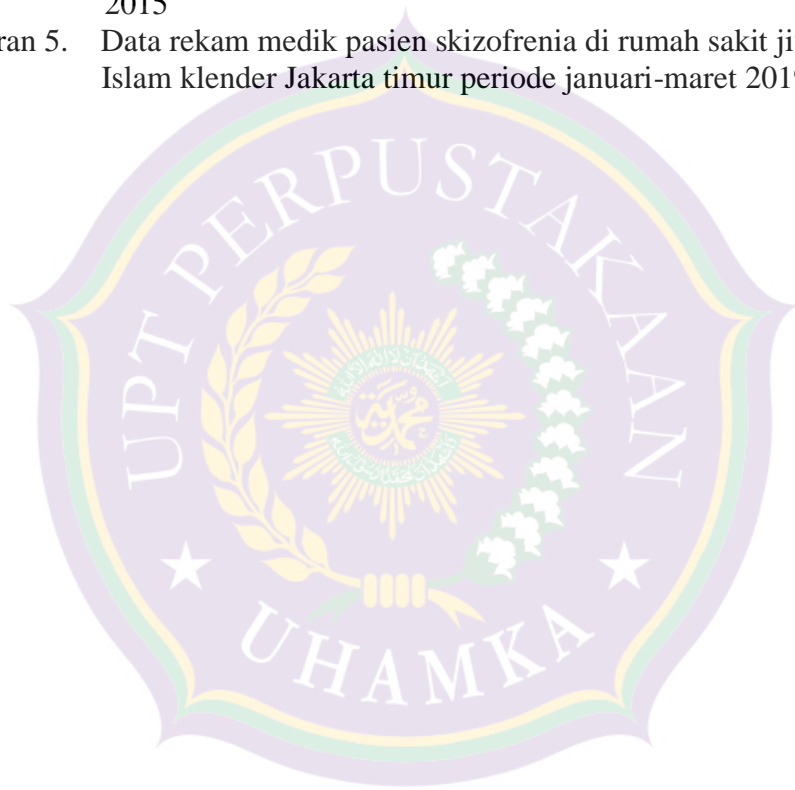 2015
ran 5. Data rekam medik pasien skizofrenia di rumah sakit ji
Islam klender Jakarta timur periode januari-maret 201
UPT PERPUSTAKAAN
محمدية
UHAMKA